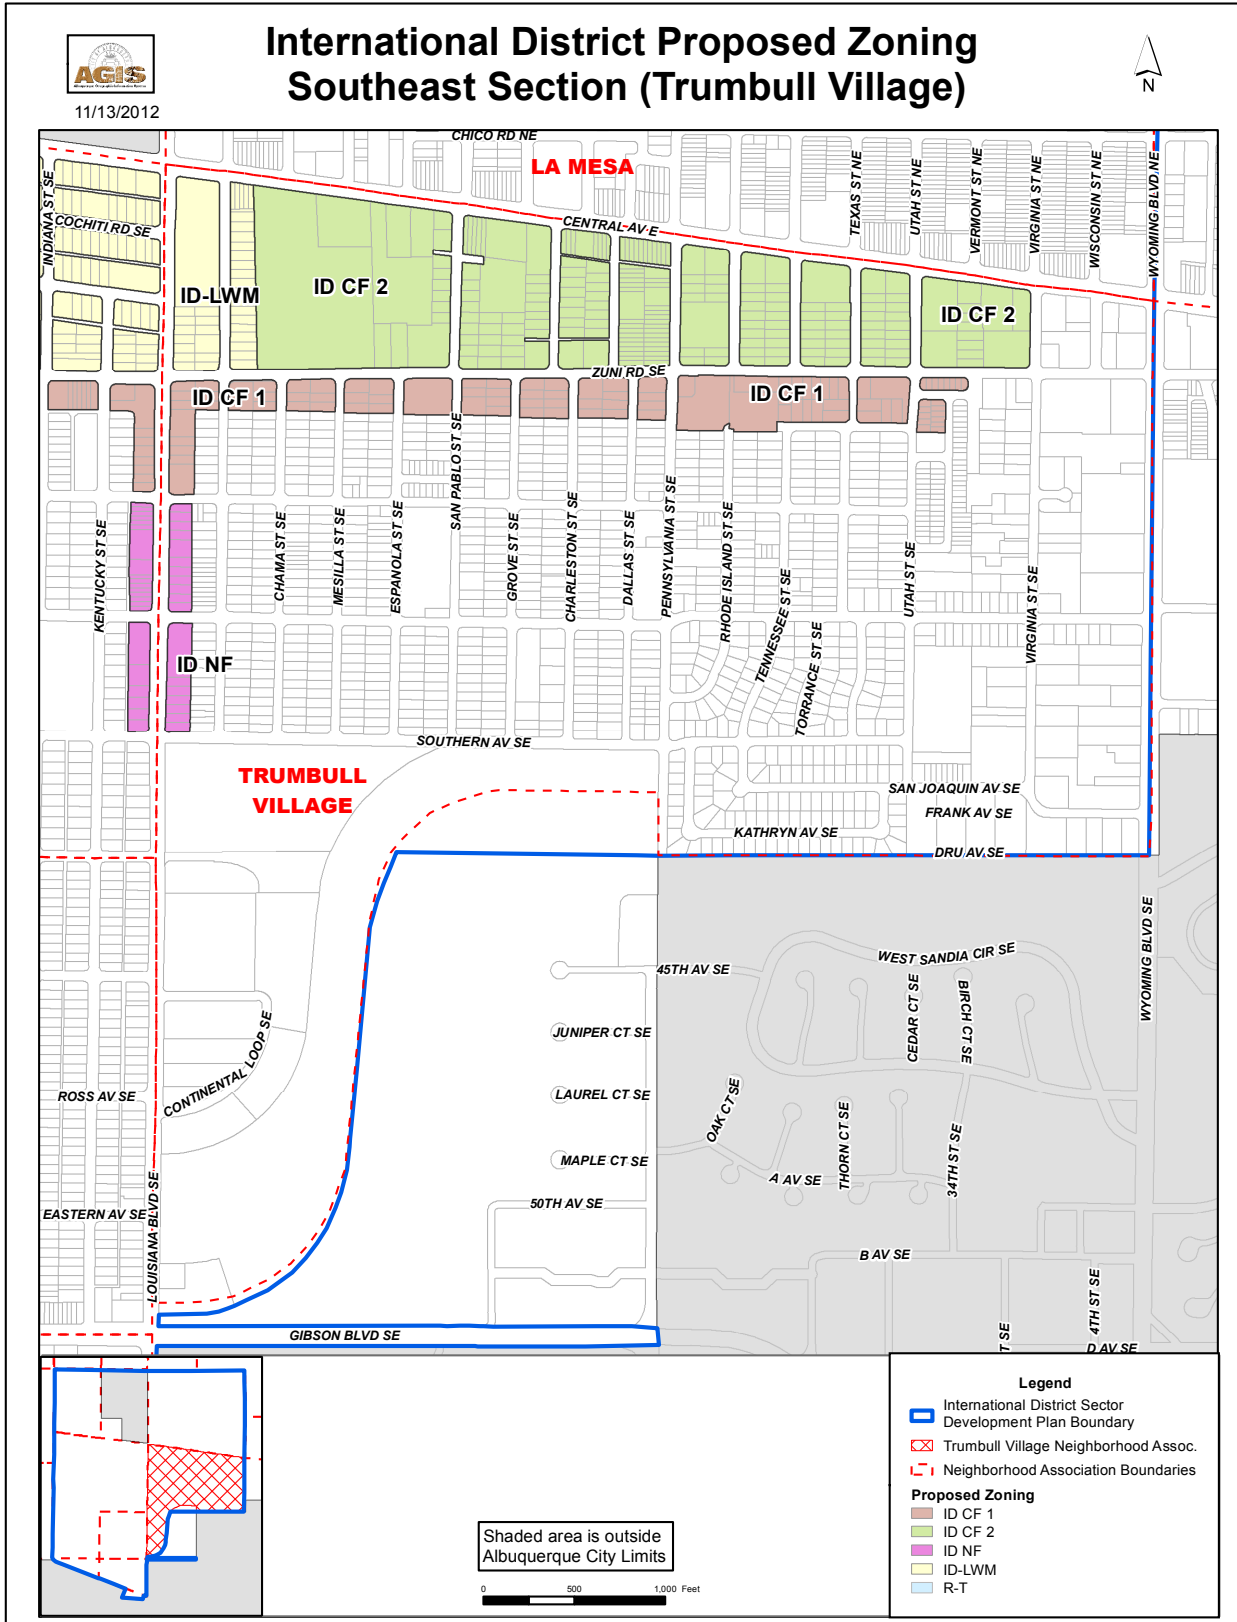 International District Proposed Zoning
Southeast Section (Trumbull Village)
AGIS
11/13/2012
N
CHICO RD NE
LA MESA
CENTRAL AV E
INDIANA ST SE
COCHITI RD SE
TEXAS ST NE
UTAH ST NE
VERMONT ST NE
VIRGINIA ST NE
WISCONSIN ST NE
WYOMING BLVD NE
ID-LWM
ID CF 2
ID CF 2
ZUNI RD SE
ID CF 1
ID CF 1
KENTUCKY ST SE
CHAMA ST SE
MESILLA ST SE
ESPANOLA ST SE
SAN PABLO ST SE
GROVE ST SE
CHARLESTON ST SE
DALLAS ST SE
PENNSYLVANIA ST SE
RHODE ISLAND ST SE
TENNESSEE ST SE
TORRANCE ST SE
UTAH ST SE
VIRGINIA ST SE
ID NF
SOUTHERN AV SE
TRUMBULL
VILLAGE
SAN JOAQUIN AV SE
FRANK AV SE
KATHRYN AV SE
DRU AV SE
WEST SANDIA CIR SE
45TH AV SE
CEDAR CT SE
BIRCH CT SE
WYOMING BLVD SE
JUNIPER CT SE
CONTINENTAL LOOP SE
LAUREL CT SE
ROSS AV SE
OAK CT SE
THORN CT SE
34TH ST SE
MAPLE CT SE
A AV SE
50TH AV SE
EASTERN AV SE
LOUISIANA BLVD SE
B AV SE
GIBSON BLVD SE
T SE
4TH ST SE
D AV SE
Legend
International District Sector
Development Plan Boundary
Trumbull Village Neighborhood Assoc.
Neighborhood Association Boundaries
Proposed Zoning
ID CF 1
ID CF 2
ID NF
ID-LWM
R-T
Shaded area is outside
Albuquerque City Limits
0 500 1,000 Feet